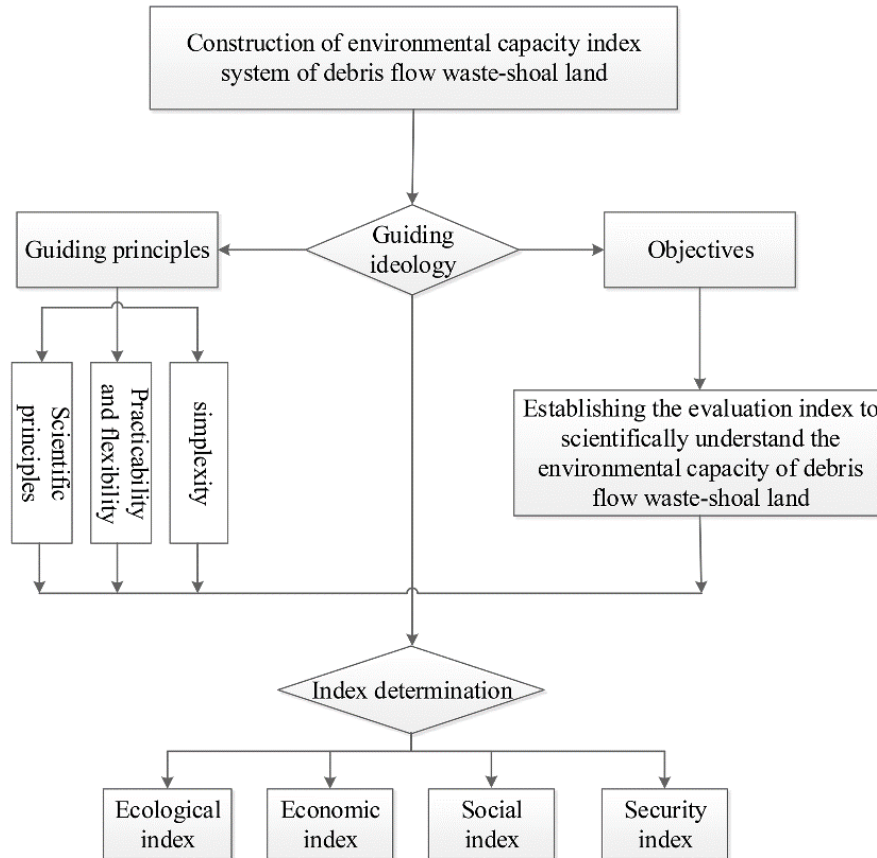 Construction of environmental capacity index
system of debris flow waste-shoal land
Guiding principles
Guiding
ideology
Objectives
Scientific
principles
Practicability
and flexibility
simplexity
Establishing the evaluation index to
scientifically understand the
environmental capacity of debris
flow waste-shoal land
Index determination
Ecological
index
Economic
index
Social
index
Security
index